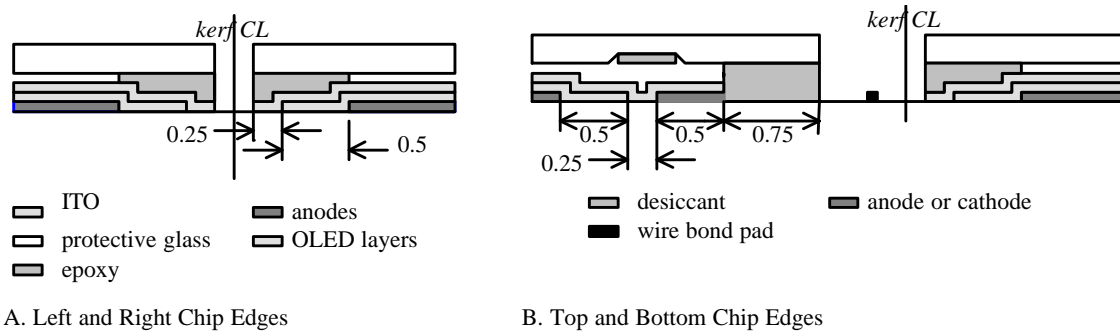 kerf CL
0.25
0.5
ITO
anodes
protective glass
OLED layers
epoxy
A. Left and Right Chip Edges
kerf CL
0.5
0.5
0.75
0.25
desiccant
anode or cathode
wire bond pad
B. Top and Bottom Chip Edges